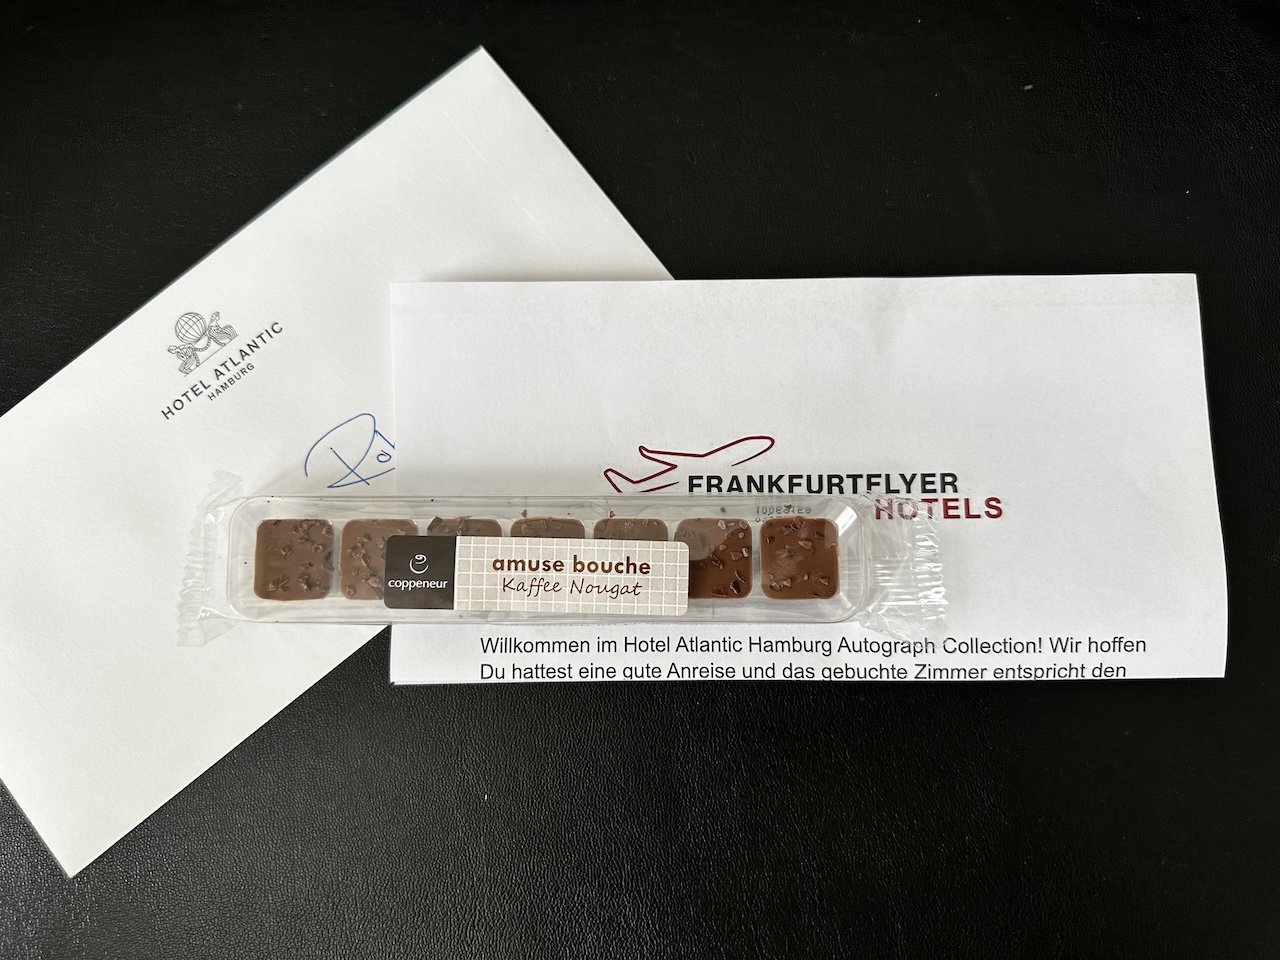 HOTEL ATLANTIC
HAMBURG
FRANKFURTFLYER
HOTELS
coppeneur
amuse bouche
Kaffee Nougat
Willkommen im Hotel Atlantic Hamburg Autograph Collection! Wir hoffen
Du hattest eine gute Anreise und das gebuchte Zimmer entspricht den